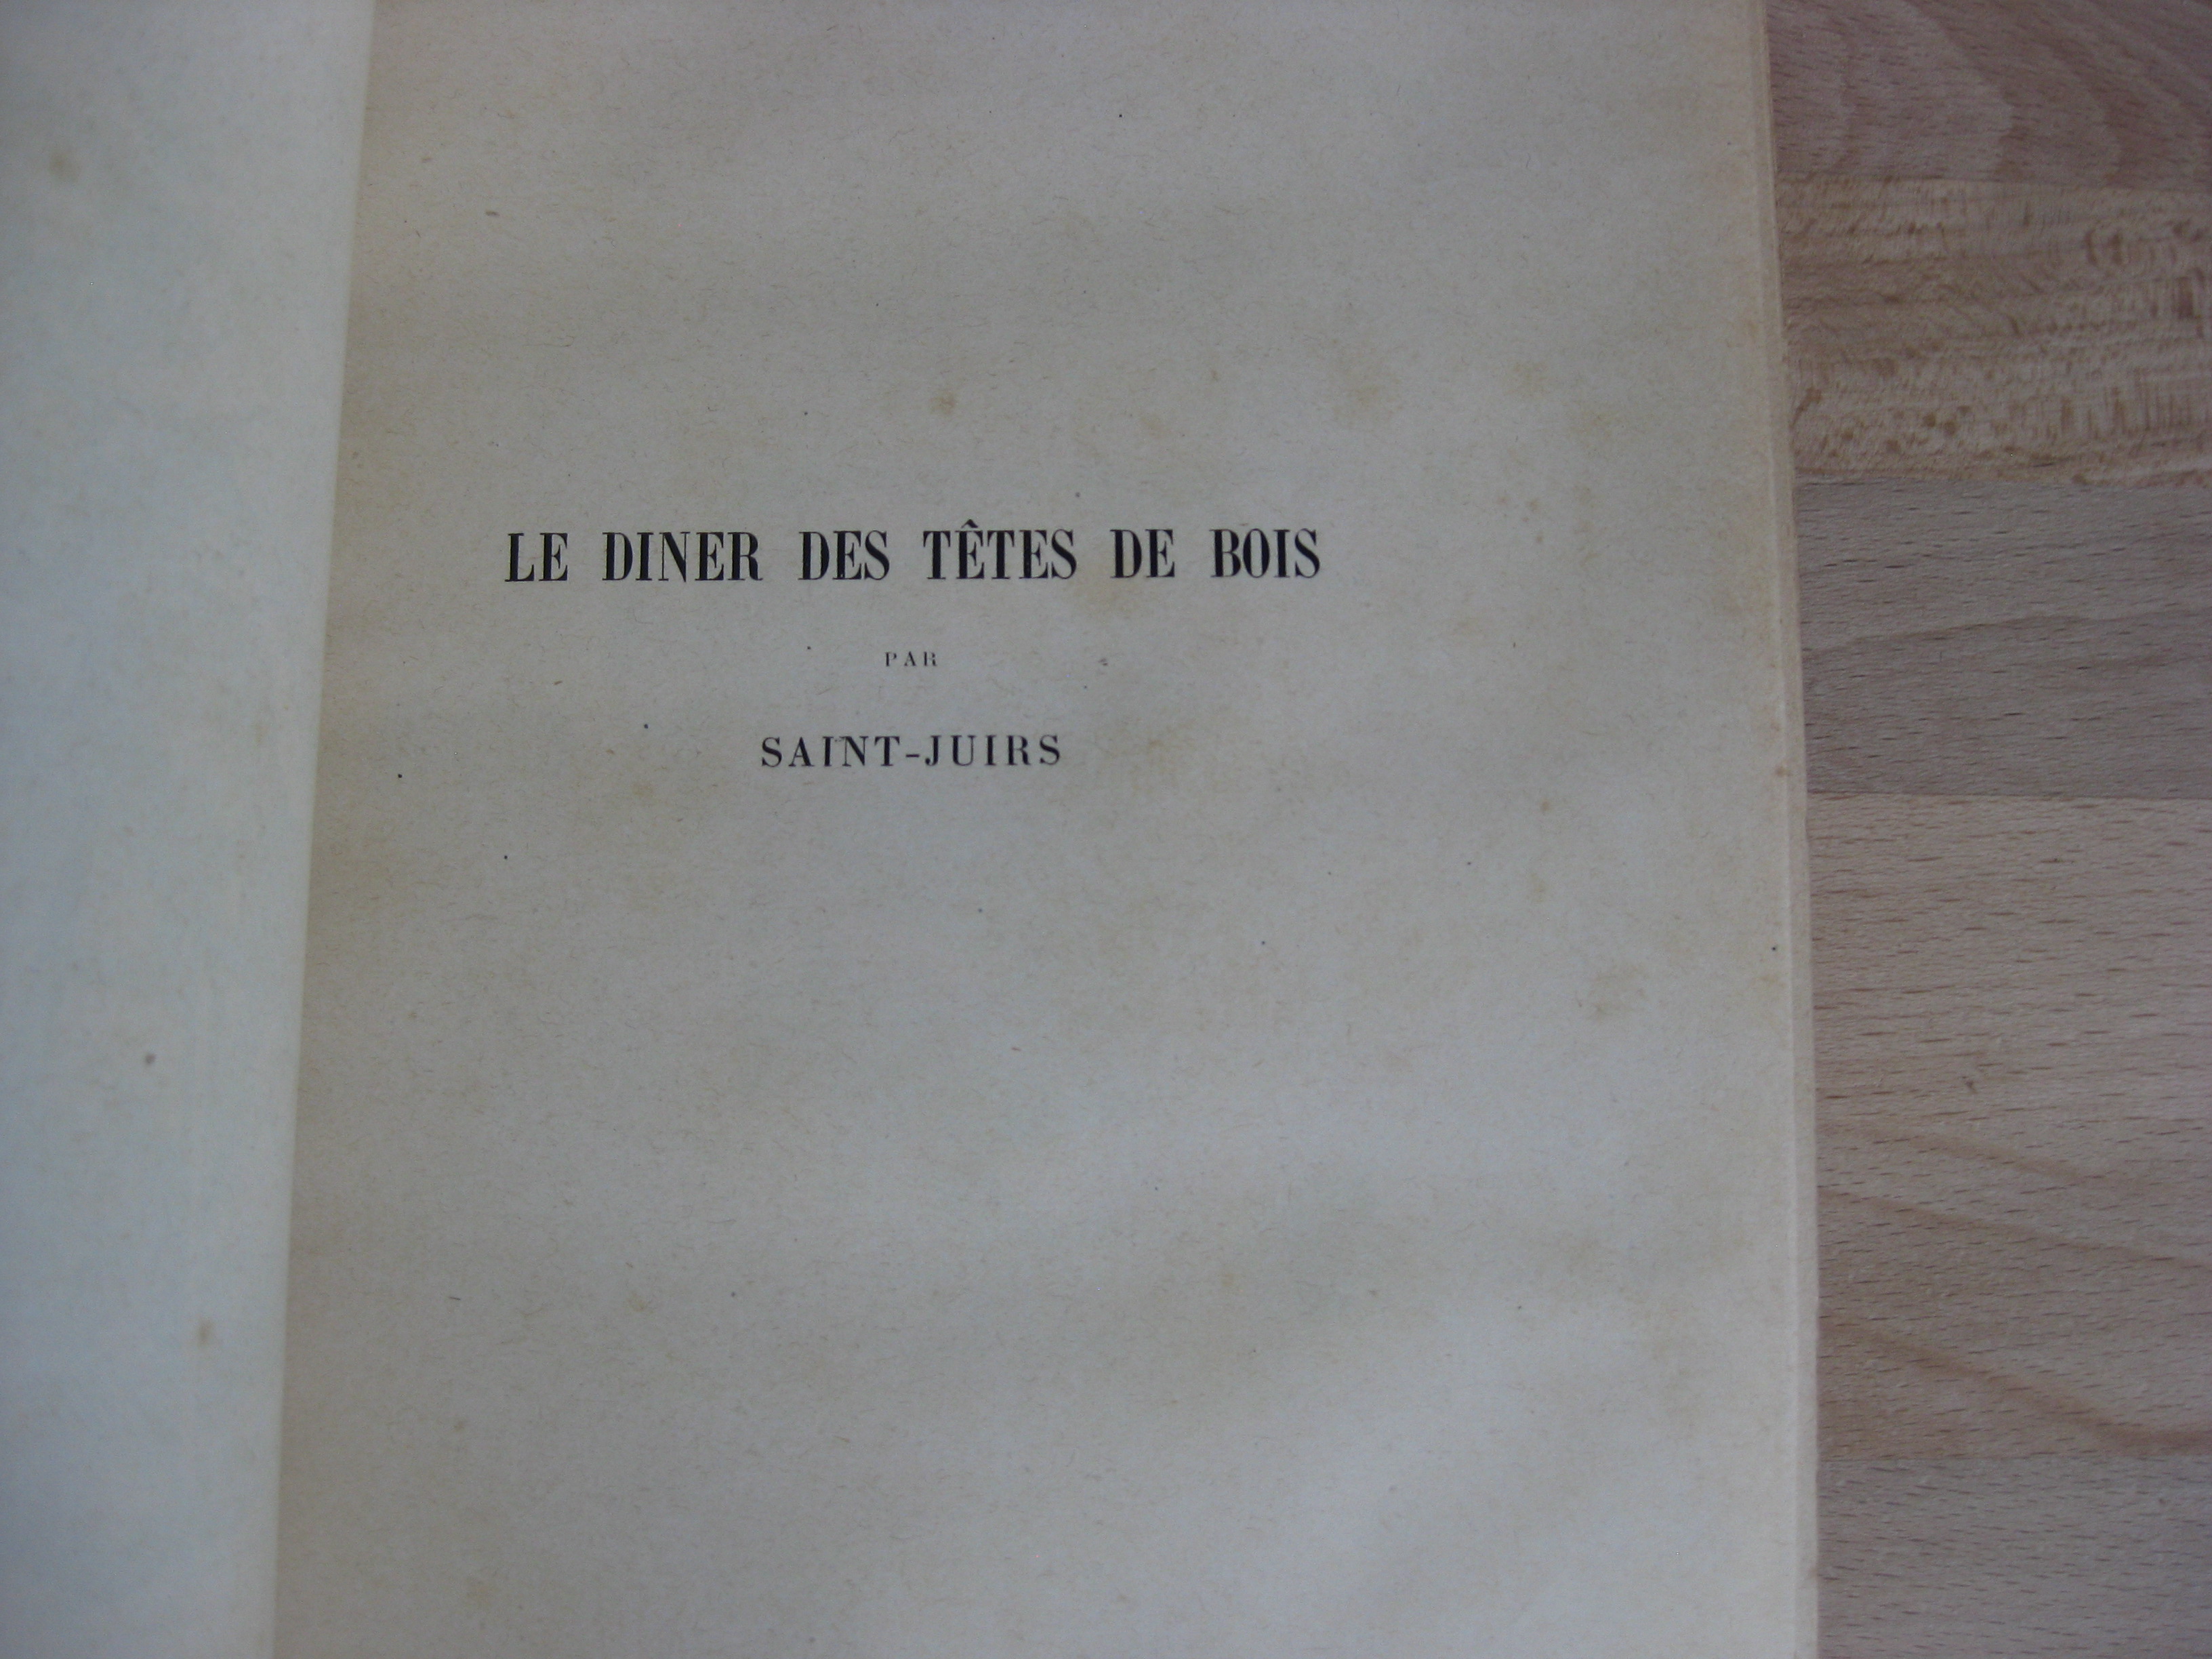 LE DINER DES TÊTES DE BOIS
PAR
SAINT-JUIRS